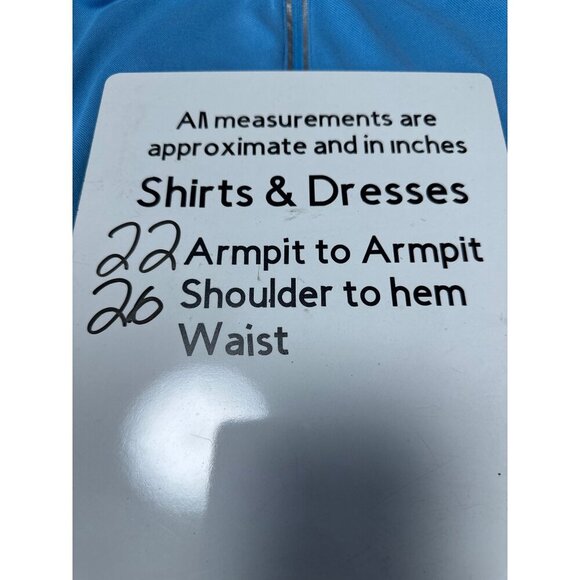 All measurements are
approximate and in inches
Shirts & Dresses
22 Armpit to Armpit
26 Shoulder to hem
Waist